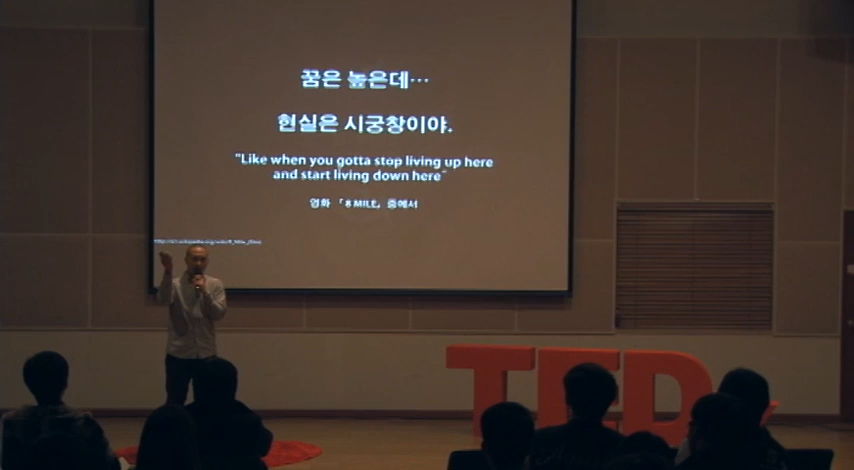 꿈은 높은데…
현실은 시궁창이야.
"Like when you gotta stop living up here
and start living down here"
영화 「8 MILE」 중에서
TEDx